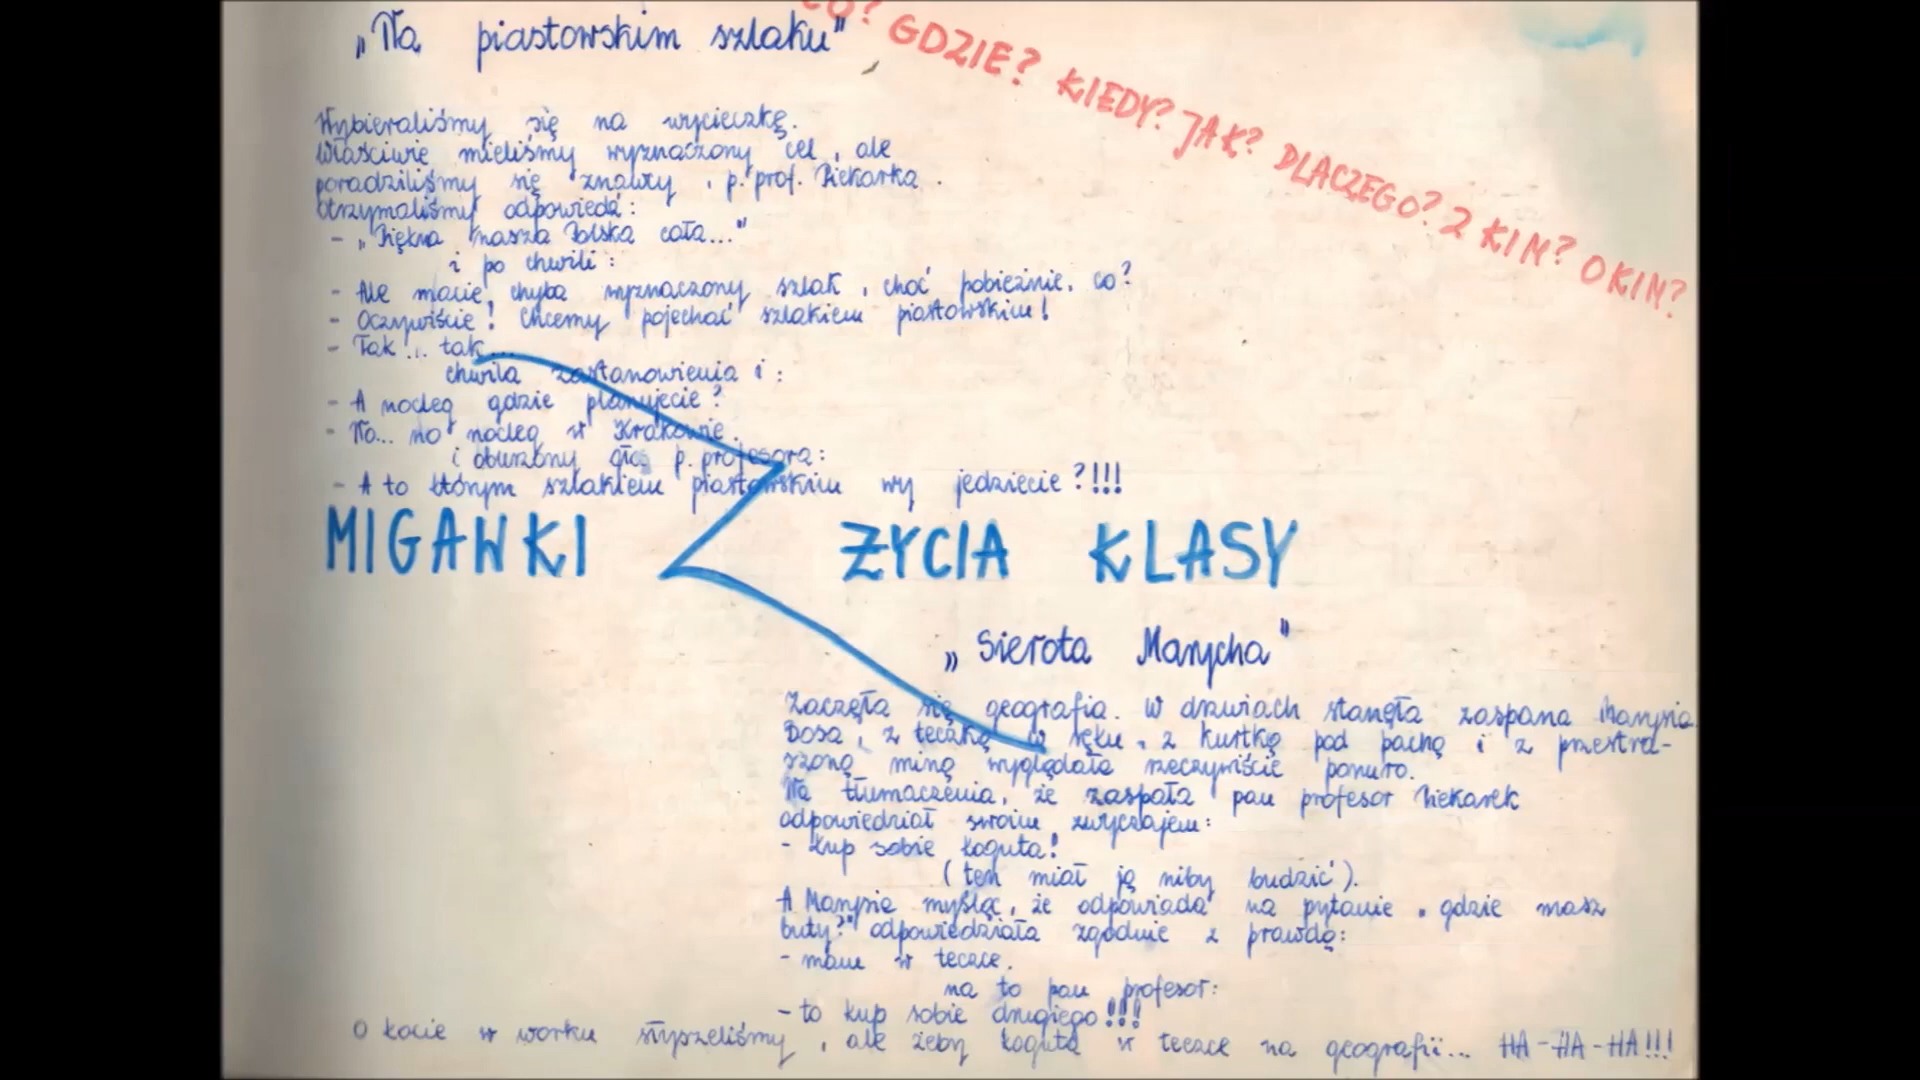 „Na piastowskim szlaku"
CO? GDZIE? KIEDY? JAK? DLACZEGO? Z KIM? O KIM?
Wybieraliśmy się na wycieczkę.
Właściwie mieliśmy wyznaczony cel, ale
poradziliśmy się znawcy, p. prof. Piekarka.
Otrzymaliśmy odpowiedź:
- „Piękna nasza Polska cała..."
i po chwili:
- Ale macie, chyba wyznaczony szlak, choć pobieżnie, co?
- Oczywiście! Chcemy pojechać szlakiem piastowskim!
- Tak... tak...
chwila zastanowienia i:
- A nocleg gdzie planujecie?
- No... no nocleg w Krakowie.
i oburzony głos p. profesora:
- A to którym szlakiem piastowskim wy jedziecie?!!!
MIGAWKI Z ŻYCIA KLASY
„Sierota Marycha"
Zaczęła się geografia. W drzwiach stanęła zaspana Marysia
Bosa, z teczką w ręku, z kurtką pod pachą i z przestra-
szoną miną wyglądała rzeczywiście ponuro.
Na tłumaczenia, że zaspała pan profesor Piekarek
odpowiedział swoim zwyczajem:
- kup sobie koguta!
(ten miał ją niby budzić).
A Marysia myśląc, że odpowiada na pytanie „gdzie masz
buty?" odpowiedziała zgodnie z prawdą:
- mam w teczce.
na to pan profesor:
- to kup sobie drugiego!!!
O kocie w worku słyszeliśmy, ale żeby koguta w teczce na geografii... HA-HA-HA!!!